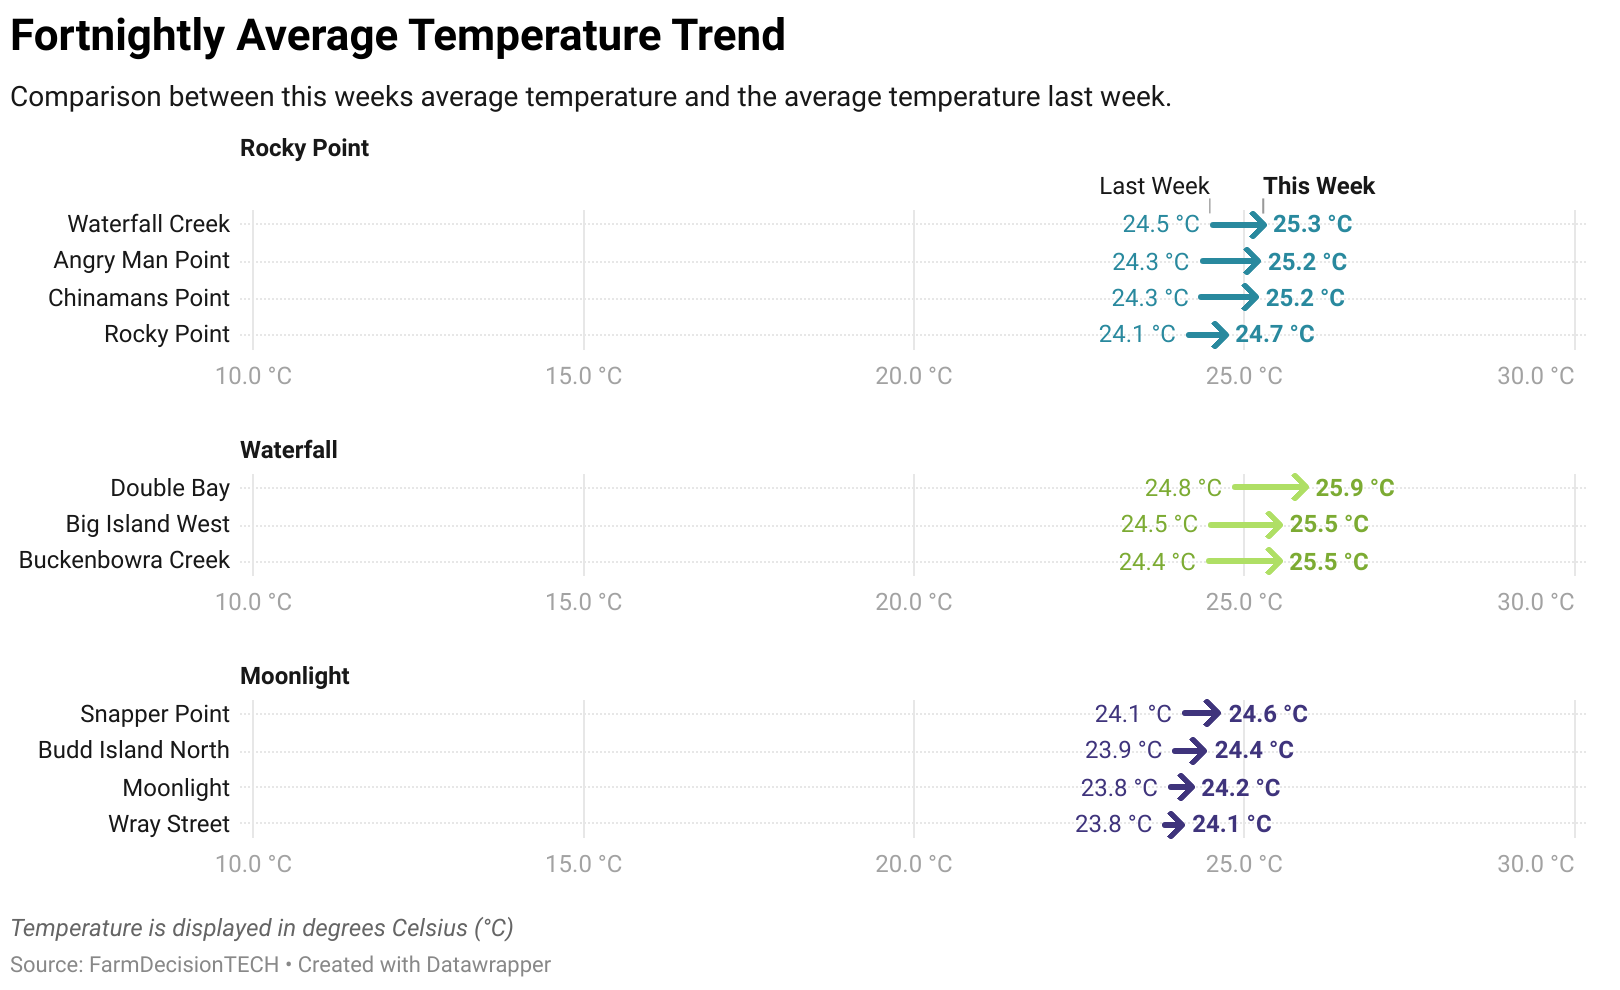 Fortnightly Average Temperature Trend
Comparison between this weeks average temperature and the average temperature last week.
Rocky Point
Last Week This Week
Waterfall Creek 24.5 °C 25.3 °C
Angry Man Point 24.3 °C 25.2 °C
Chinamans Point 24.3 °C 25.2 °C
Rocky Point 24.1 °C 24.7 °C
10.0 °C 15.0 °C 20.0 °C 25.0 °C 30.0 °C
Waterfall
Double Bay 24.8 °C 25.9 °C
Big Island West 24.5 °C 25.5 °C
Buckenbowra Creek 24.4 °C 25.5 °C
10.0 °C 15.0 °C 20.0 °C 25.0 °C 30.0 °C
Moonlight
Snapper Point 24.1 °C 24.6 °C
Budd Island North 23.9 °C 24.4 °C
Moonlight 23.8 °C 24.2 °C
Wray Street 23.8 °C 24.1 °C
10.0 °C 15.0 °C 20.0 °C 25.0 °C 30.0 °C
Temperature is displayed in degrees Celsius (°C)
Source: FarmDecisionTECH • Created with Datawrapper